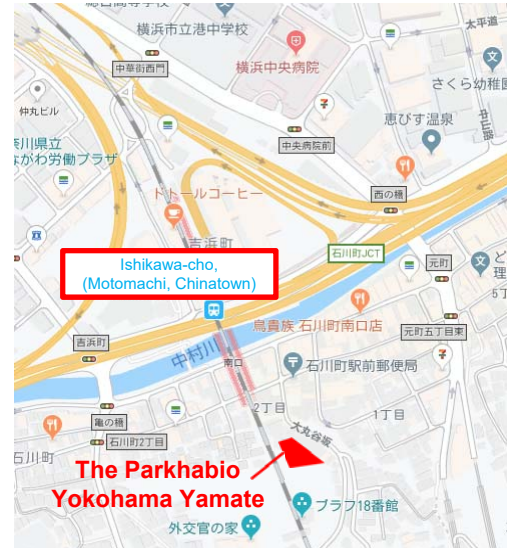 横浜市立港中学校
太平道
中華街西門
横浜中央病院
さくら幼稚園
仲丸ビル
恵びす温泉
中山路
中央病院前
奈川県立
ながわ労働プラザ
西の橋
ドトールコーヒー
吉浜町
石川町JCT
元町
Ishikawa-cho,
(Motomachi, Chinatown)
鳥貴族 石川町南口店
元町五丁目東
吉浜町
中村川
南口
石川町駅前郵便局
亀の橋
2丁目
1丁目
石川町2丁目
大丸谷坂
石川町
The Parkhabio
Yokohama Yamate
ブラフ18番館
外交官の家